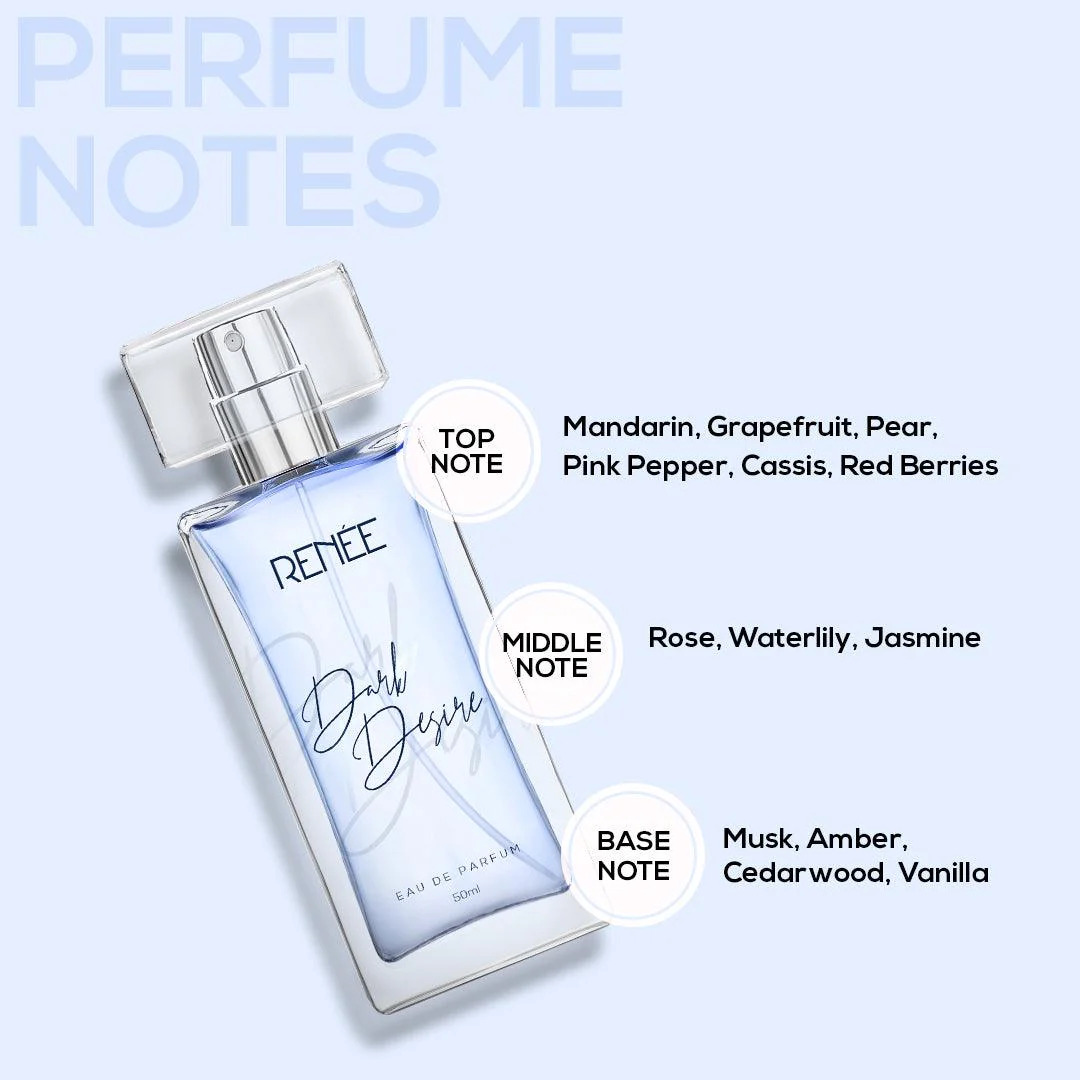 PERFUME
NOTES
TOP
NOTE
Mandarin, Grapefruit, Pear,
Pink Pepper, Cassis, Red Berries
RENÉE
MIDDLE
NOTE
Rose, Waterlily, Jasmine
Dark
Desire
BASE
NOTE
Musk, Amber,
Cedarwood, Vanilla
EAU DE PARFUM
50ml